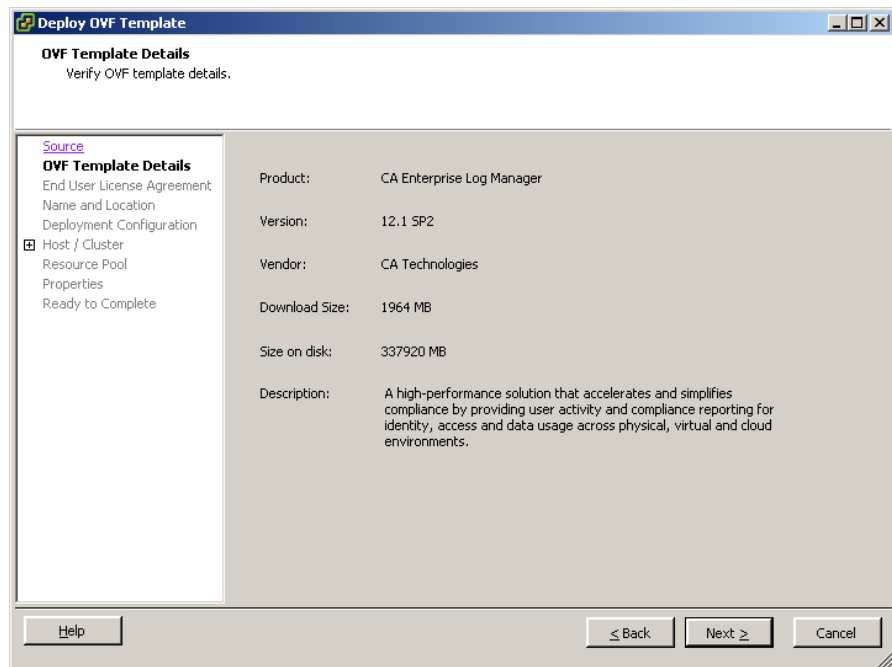 Deploy OVF Template
OVF Template Details
Verify OVF template details.
Source
OVF Template Details
End User License Agreement
Name and Location
Deployment Configuration
Host / Cluster
Resource Pool
Properties
Ready to Complete
Product: CA Enterprise Log Manager
Version: 12.1 SP2
Vendor: CA Technologies
Download Size: 1964 MB
Size on disk: 337920 MB
Description: A high-performance solution that accelerates and simplifies
compliance by providing user activity and compliance reporting for
identity, access and data usage across physical, virtual and cloud
environments.
Help
≤ Back
Next ≥
Cancel